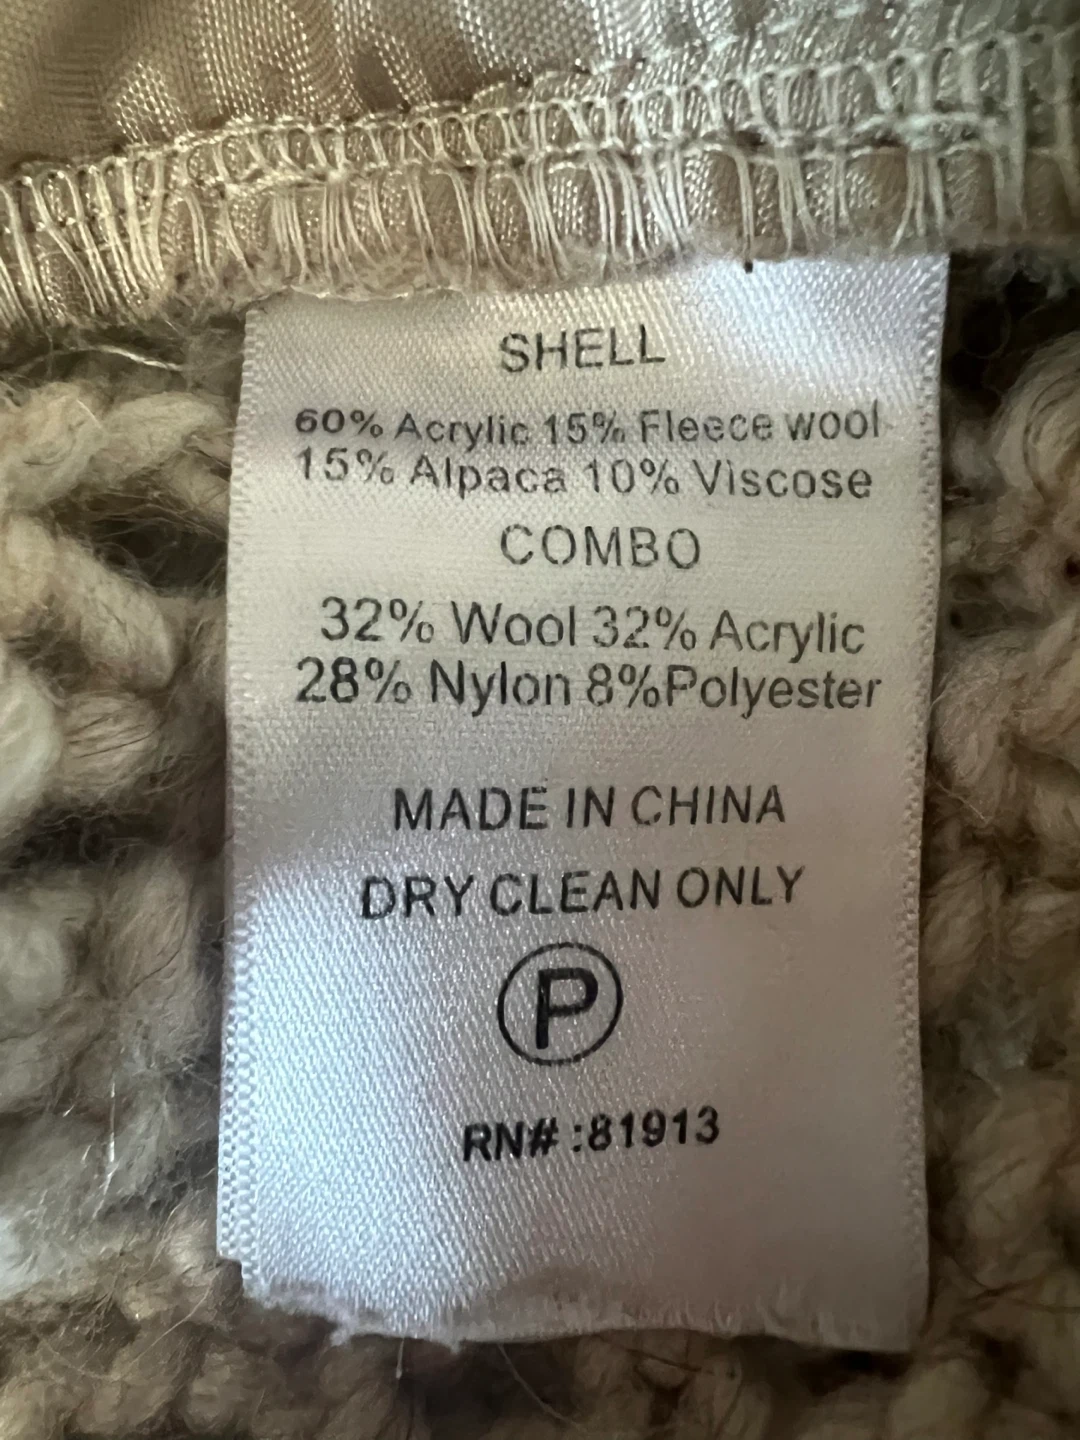 SHELL
60% Acrylic 15% Fleece wool
15% Alpaca 10% Viscose
COMBO
32% Wool 32% Acrylic
28% Nylon 8%Polyester
MADE IN CHINA
DRY CLEAN ONLY
P
RN# :81913